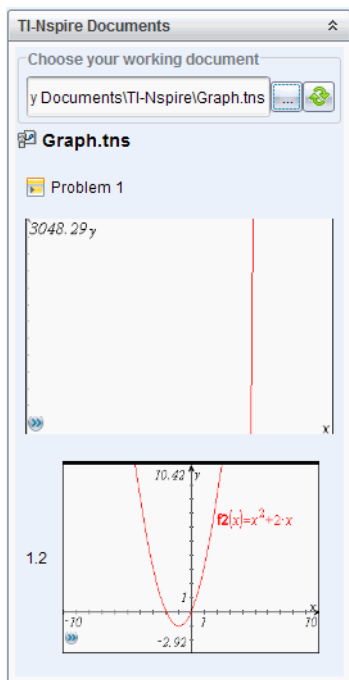 TI-Nspire Documents
Choose your working document
y Documents\TI-Nspire\Graph.tns ...
Graph.tns
Problem 1
3048.29 y
x
1.2
10.42 y
f2(x)=x²+2·x
1
x
-10 1 10
-2.92